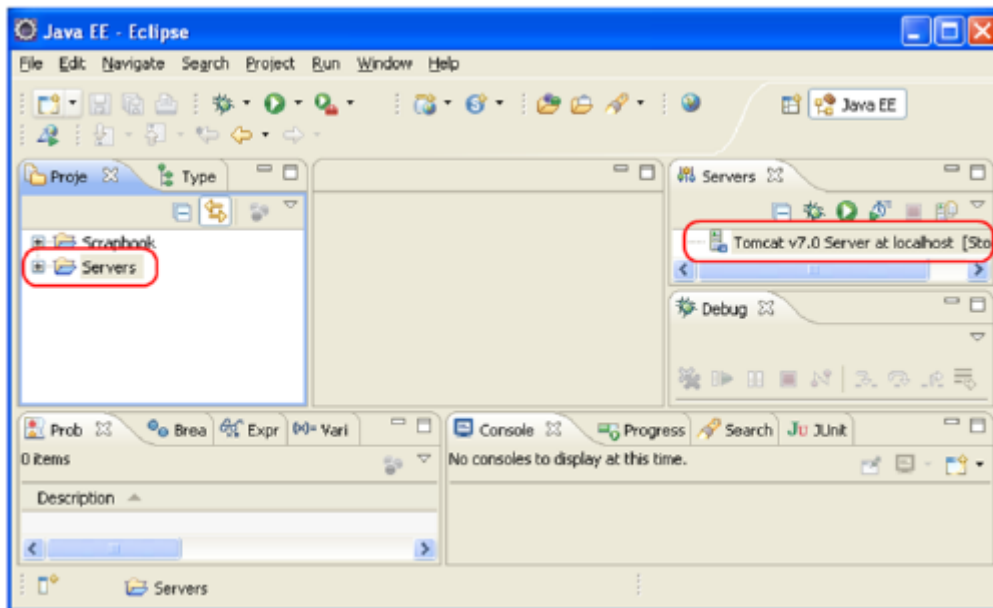 Java EE - Eclipse
File Edit Navigate Search Project Run Window Help
Java EE
Proje Type
Servers
Scrapbook
Tomcat v7.0 Server at localhost [Sto
Servers
Debug
Prob Brea Expr (x)= Vari
Console Progress Search Ju JUnit
0 items
No consoles to display at this time.
Description
Servers